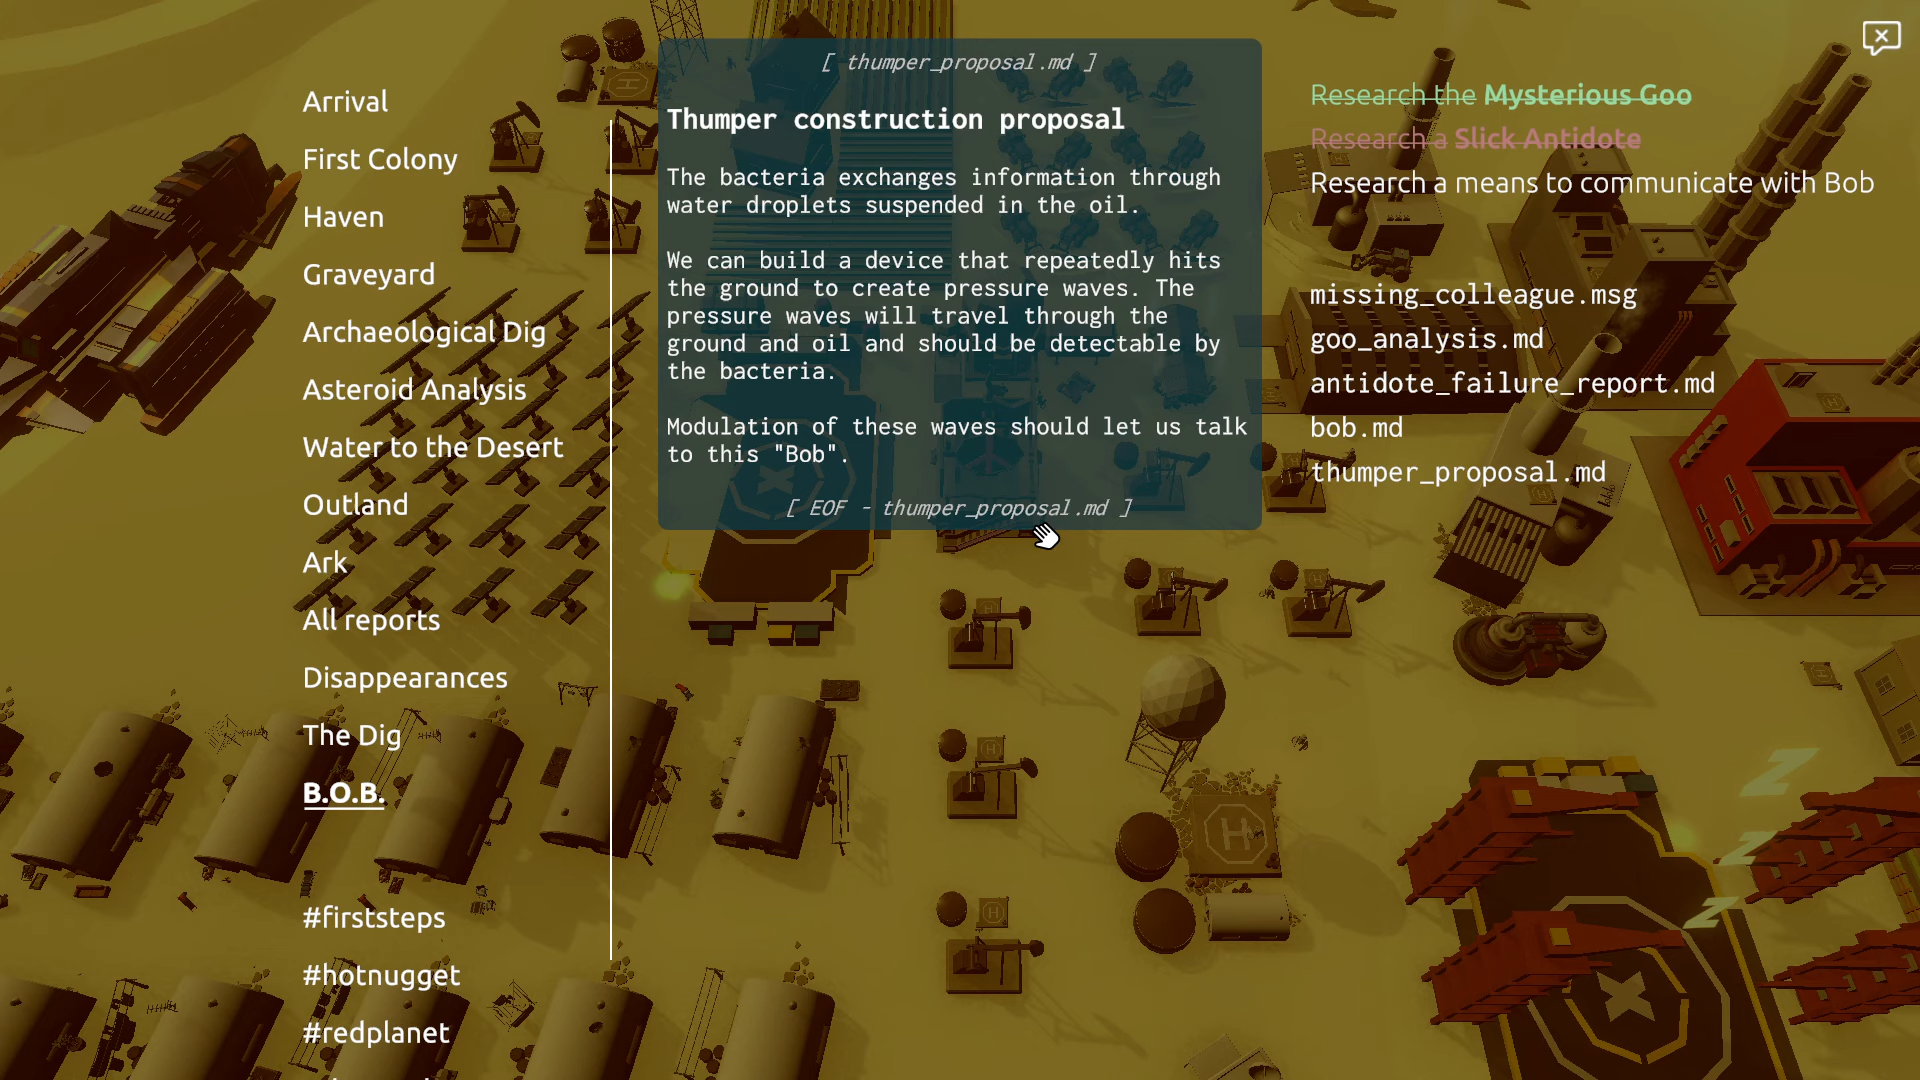 Arrival
First Colony
Haven
Graveyard
Archaeological Dig
Asteroid Analysis
Water to the Desert
Outland
Ark
All reports
Disappearances
The Dig
B.O.B.
#firststeps
#hotnugget
#redplanet
[ thumper_proposal.md ]
Thumper construction proposal
The bacteria exchanges information through
water droplets suspended in the oil.
We can build a device that repeatedly hits
the ground to create pressure waves. The
pressure waves will travel through the
ground and oil and should be detectable by
the bacteria.
Modulation of these waves should let us talk
to this "Bob".
[ EOF - thumper_proposal.md ]
Research the Mysterious Goo
Research a Slick Antidote
Research a means to communicate with Bob
missing_colleague.msg
goo_analysis.md
antidote_failure_report.md
bob.md
thumper_proposal.md
H
H
H
H
H
Z
Z
Z